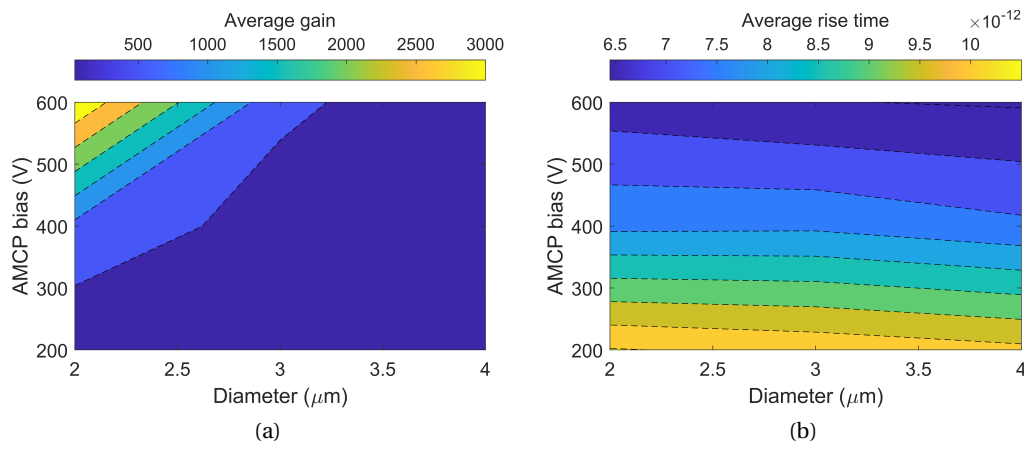 Average gain
500 1000 1500 2000 2500 3000
600
500
400
300
200
AMCP bias (V)
2 2.5 3 3.5 4
Diameter (μm)
(a)
Average rise time ×10-12
6.5 7 7.5 8 8.5 9 9.5 10
600
500
400
300
200
AMCP bias (V)
2 2.5 3 3.5 4
Diameter (μm)
(b)